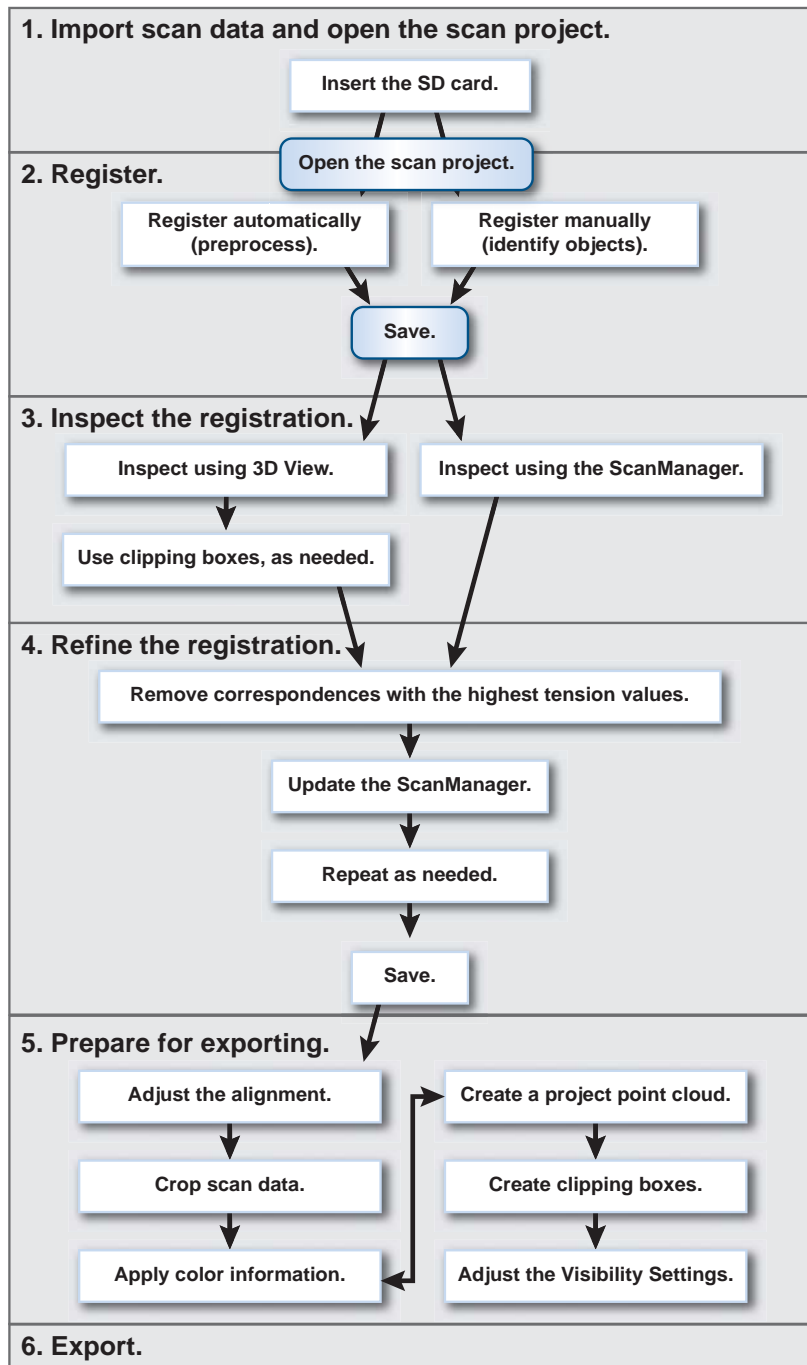 1. Import scan data and open the scan project.
Insert the SD card.
Open the scan project.
2. Register.
Register automatically
(preprocess).
Register manually
(identify objects).
Save.
3. Inspect the registration.
Inspect using 3D View.
Inspect using the ScanManager.
Use clipping boxes, as needed.
4. Refine the registration.
Remove correspondences with the highest tension values.
Update the ScanManager.
Repeat as needed.
Save.
5. Prepare for exporting.
Adjust the alignment.
Crop scan data.
Apply color information.
Create a project point cloud.
Create clipping boxes.
Adjust the Visibility Settings.
6. Export.